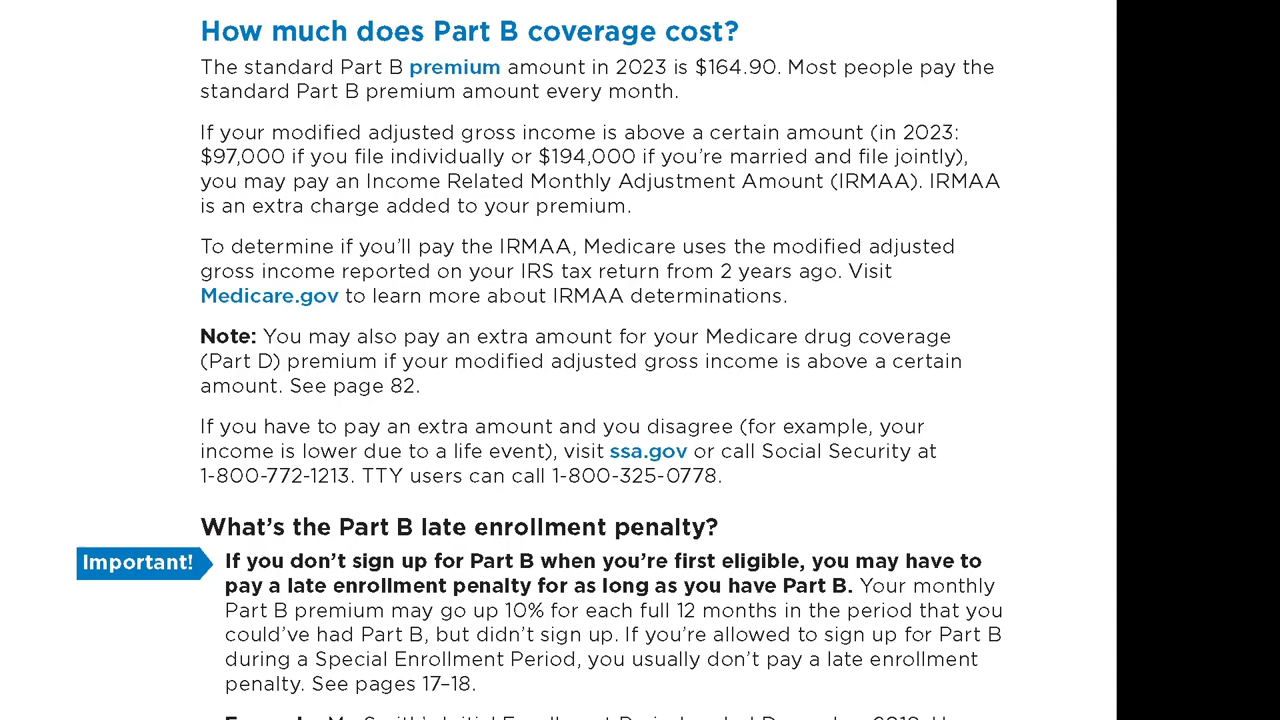 How much does Part B coverage cost?
The standard Part B premium amount in 2023 is $164.90. Most people pay the
standard Part B premium amount every month.
If your modified adjusted gross income is above a certain amount (in 2023:
$97,000 if you file individually or $194,000 if you’re married and file jointly),
you may pay an Income Related Monthly Adjustment Amount (IRMAA). IRMAA
is an extra charge added to your premium.
To determine if you’ll pay the IRMAA, Medicare uses the modified adjusted
gross income reported on your IRS tax return from 2 years ago. Visit
Medicare.gov to learn more about IRMAA determinations.
Note: You may also pay an extra amount for your Medicare drug coverage
(Part D) premium if your modified adjusted gross income is above a certain
amount. See page 82.
If you have to pay an extra amount and you disagree (for example, your
income is lower due to a life event), visit ssa.gov or call Social Security at
1-800-772-1213. TTY users can call 1-800-325-0778.
What’s the Part B late enrollment penalty?
Important!
If you don’t sign up for Part B when you’re first eligible, you may have to
pay a late enrollment penalty for as long as you have Part B. Your monthly
Part B premium may go up 10% for each full 12 months in the period that you
could’ve had Part B, but didn’t sign up. If you’re allowed to sign up for Part B
during a Special Enrollment Period, you usually don’t pay a late enrollment
penalty. See pages 17–18.